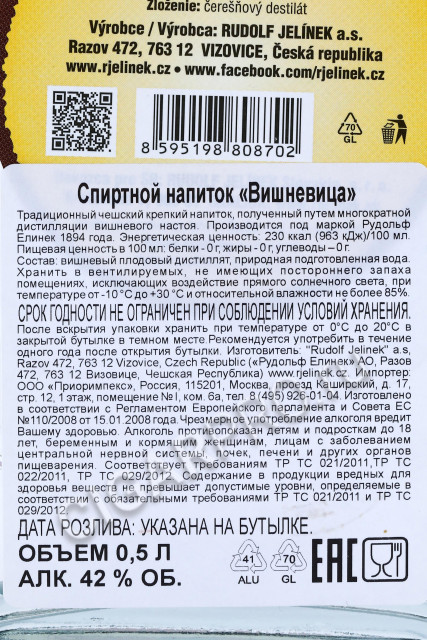 Zloženie: čerešňový destilát
Výrobce / Výrobca: RUDOLF JELÍNEK a.s.
Razov 472, 763 12 VIZOVICE, Česká republika
www.rjelinek.cz • www.facebook.com/rjelinek.cz
8 595198 808702
70
GL
Спиртной напиток «Вишневица»
Традиционный чешский крепкий напиток, полученный путем многократной
дистилляции вишневого настоя. Производится под маркой Рудольф
Елинек 1894 года. Энергетическая ценность: 230 ккал (963 кДж)/100 мл.
Пищевая ценность в 100 мл: белки - 0 г, жиры - 0 г, углеводы – 0 г.
Состав: вишневый плодовый дистиллят, природная подготовленная вода.
Хранить в вентилируемых, не имеющих постороннего запаха
помещениях, исключающих воздействие прямого солнечного света, при
температуре от -10°С до +30°С и относительной влажности не более 85%.
СРОК ГОДНОСТИ НЕ ОГРАНИЧЕН ПРИ СОБЛЮДЕНИИ УСЛОВИЙ ХРАНЕНИЯ.
После вскрытия упаковки хранить при температуре от 0°С до 20°С в
закрытой бутылке в темном месте. Рекомендуется употребить в течение
одного года после открытия бутылки. Изготовитель: "Rudolf Jelinek" a.s.,
Razov 472, 763 12 Vizovice, Czech Republic («Рудольф Елинек» АО, Разов
472, 763 12 Визовице, Чешская Республика) www.rjelinek.cz Импортер:
ООО «Приоримпекс», Россия, 115201, Москва, проезд Каширский, д. 17,
стр. 12, 1 этаж, помещение №I, ком. 6а, тел. 8 (495) 926-01-04. Изготовлено
в соответствии с Регламентом Европейского Парламента и Совета ЕС
№110/2008 от 15.01.2008 г. Чрезмерное употребление алкоголя вредит
Вашему здоровью. Алкоголь противопоказан детям и подросткам до 18
лет, беременным и кормящим женщинам, лицам с заболеваниями
центральной нервной системы, почек, печени и других органов
пищеварения. Соответствует требованиям ТР ТС 021/2011, ТР ТС
022/2011, ТР ТС 029/2012. Содержание в продукции вредных для
здоровья веществ не превышает допустимые уровни, определяемые в
соответствии с обязательными требованиями ТР ТС 021/2011 и ТР ТС
029/2012.
ДАТА РОЗЛИВА: УКАЗАНА НА БУТЫЛКЕ.
ОБЪЕМ 0,5 Л
АЛК. 42 % ОБ.
41
ALU
70
GL
EAC